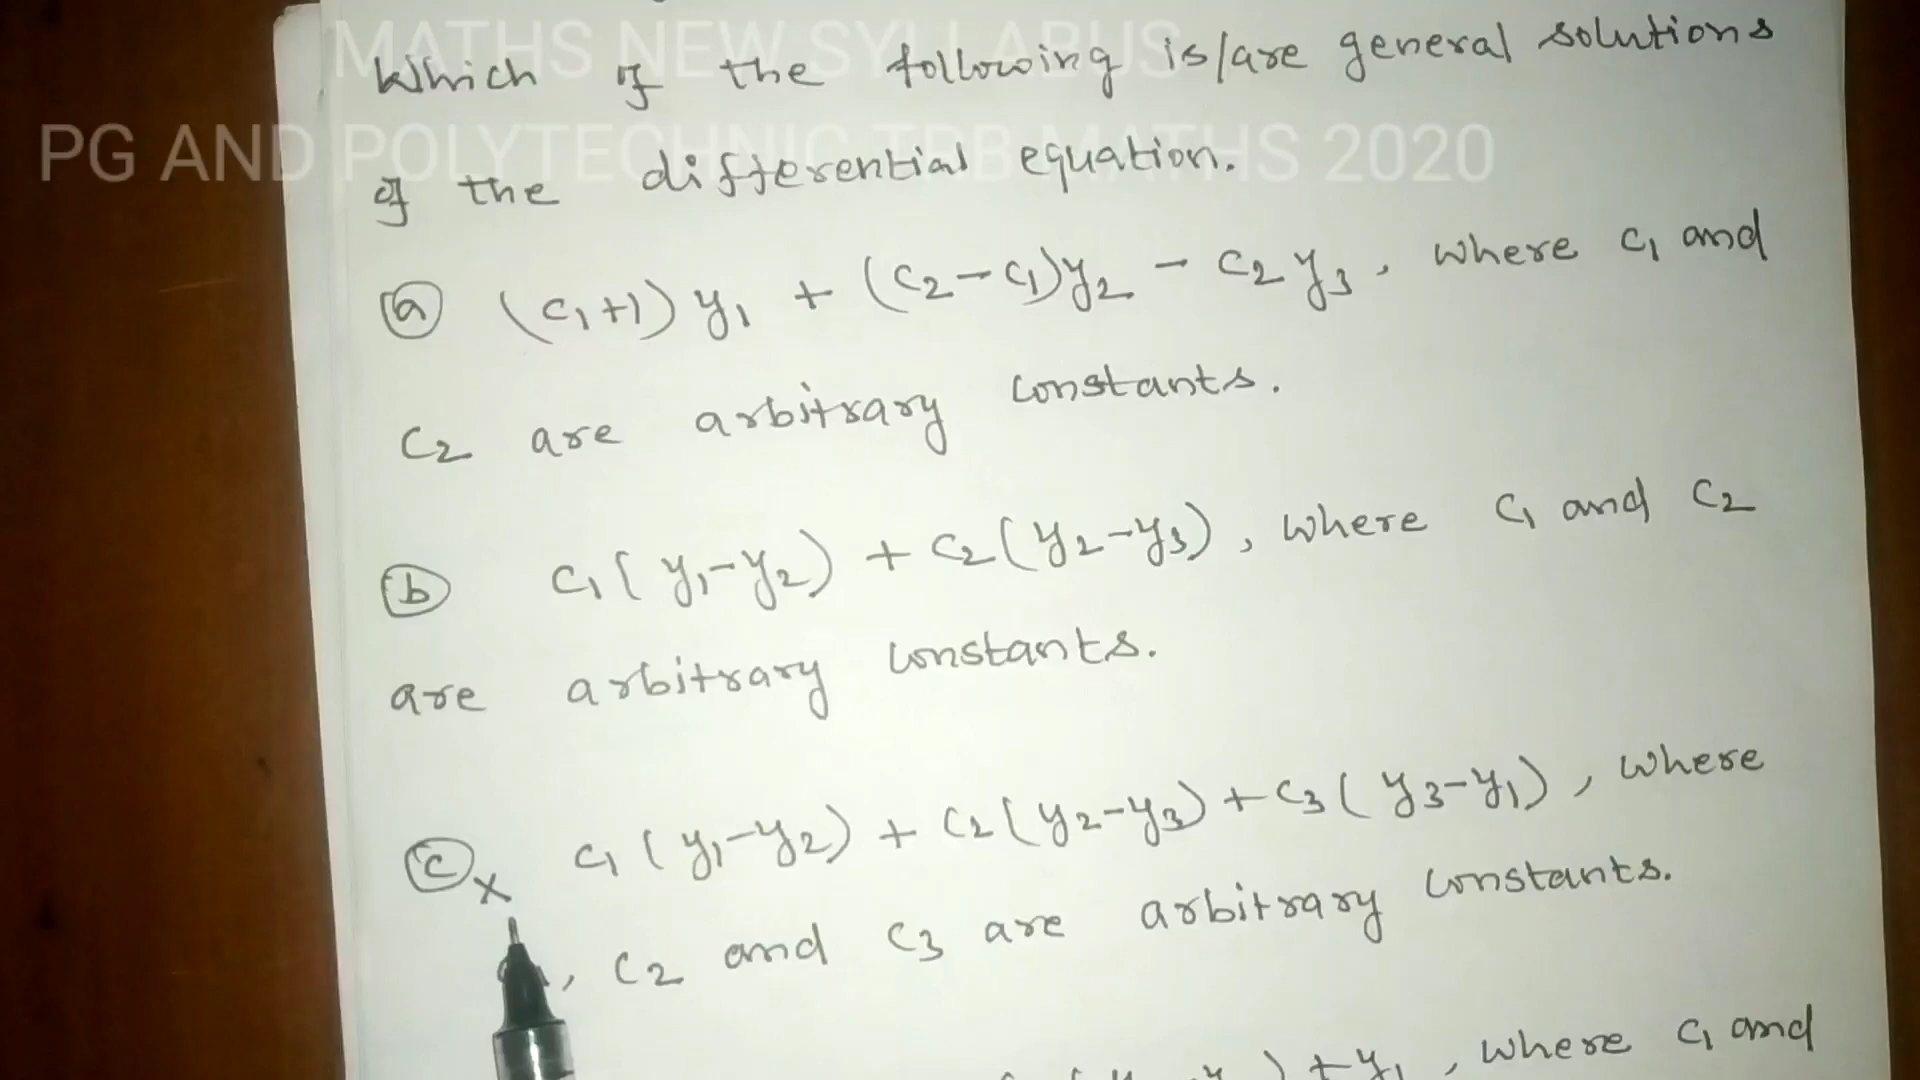 MATHS NEW SYLLABUS
Which of the following is/are general solutions
PG AND POLYTECHNIC TRB MATHS 2020
of the differential equation.
(a) (c1+1) y1 + (c2-c1)y2 - c2 y3, where c1 and
c2 are arbitrary constants.
(b) c1(y1-y2) + c2(y2-y3), where c1 and c2
are arbitrary constants.
(c) x c1(y1-y2) + c2(y2-y3) + c3(y3-y1), where
, c2 and c3 are arbitrary constants.
) + y1, where c1 and